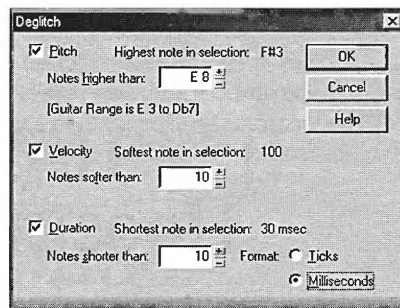 Deglitch
Pitch Highest note in selection: F#3 OK
Notes higher than: E 8 Cancel
[Guitar Range is E 3 to Db7] Help
Velocity Softest note in selection: 100
Notes softer than: 10
Duration Shortest note in selection: 30 msec
Notes shorter than: 10 Format: Ticks
Milliseconds